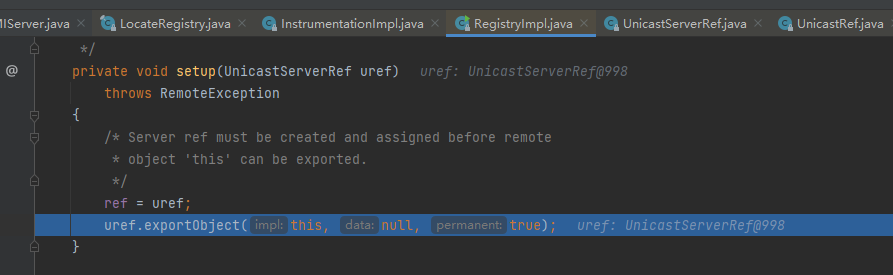 MIServer.java × LocateRegistry.java × InstrumentationImpl.java × RegistryImpl.java × UnicastServerRef.java × UnicastRef.java
*/
@ private void setup(UnicastServerRef uref) uref: UnicastServerRef@998
throws RemoteException
{
/* Server ref must be created and assigned before remote
* object 'this' can be exported.
*/
ref = uref;
uref.exportObject( impl: this, data: null, permanent: true); uref: UnicastServerRef@998
}